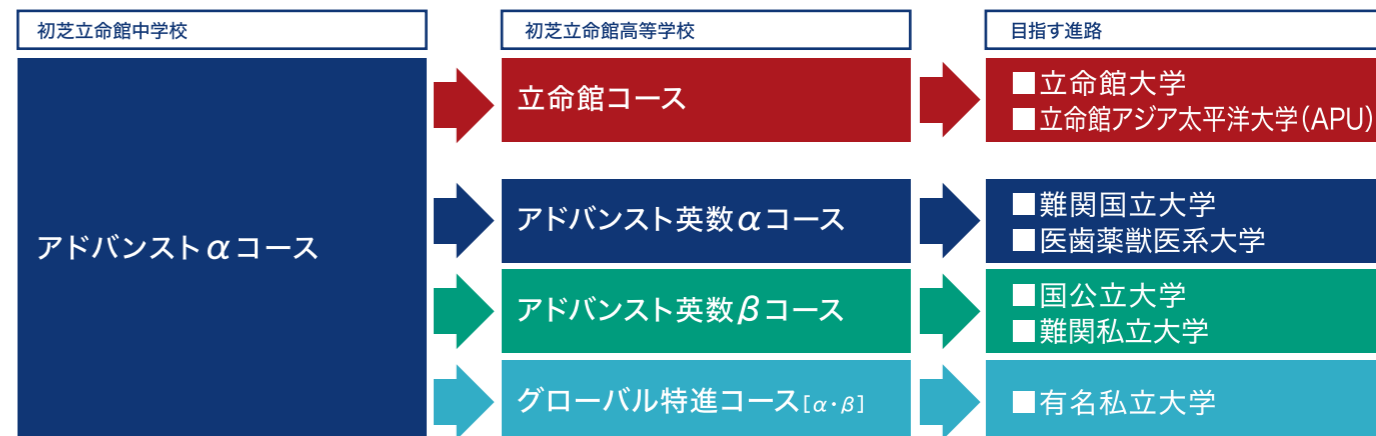 初芝立命館中学校
初芝立命館高等学校
目指す進路
アドバンストαコース
立命館コース
■立命館大学
■立命館アジア太平洋大学(APU)
アドバンスト英数αコース
■難関国立大学
■医歯薬獣医系大学
アドバンスト英数βコース
■国公立大学
■難関私立大学
グローバル特進コース[α・β]
■有名私立大学